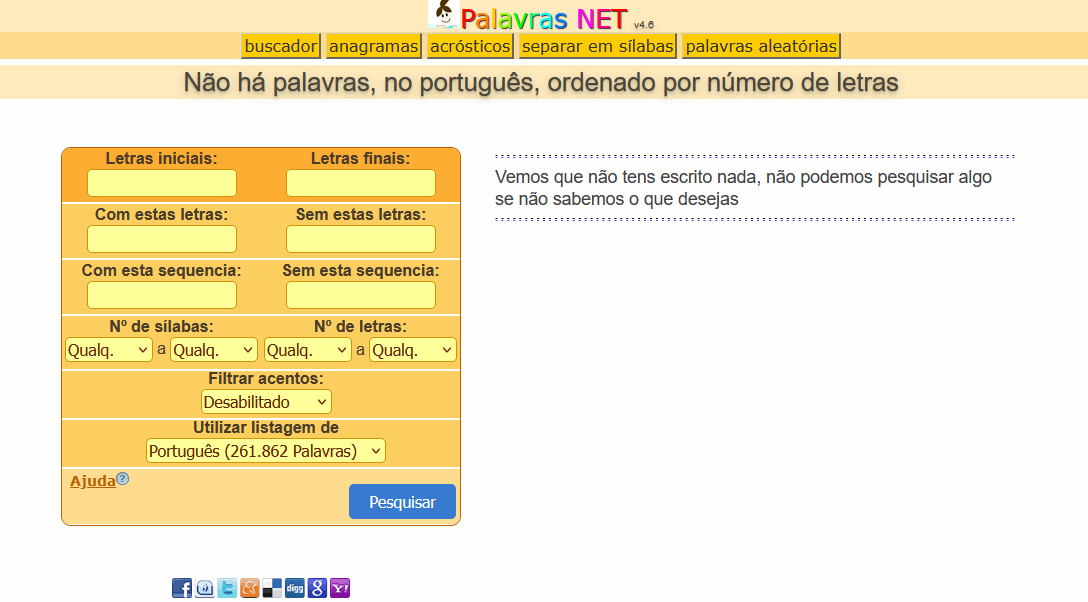 Palavras NET v4.6
buscador anagramas acrósticos separar em sílabas palavras aleatórias
Não há palavras, no português, ordenado por número de letras
Letras iniciais: Letras finais:
Com estas letras: Sem estas letras:
Com esta sequencia: Sem esta sequencia:
Nº de sílabas: Nº de letras:
Qualq. a Qualq. Qualq. a Qualq.
Filtrar acentos:
Desabilitado
Utilizar listagem de
Português (261.862 Palavras)
Ajuda?
Pesquisar
Vemos que não tens escrito nada, não podemos pesquisar algo
se não sabemos o que desejas
f @ t d digg 8 Y!